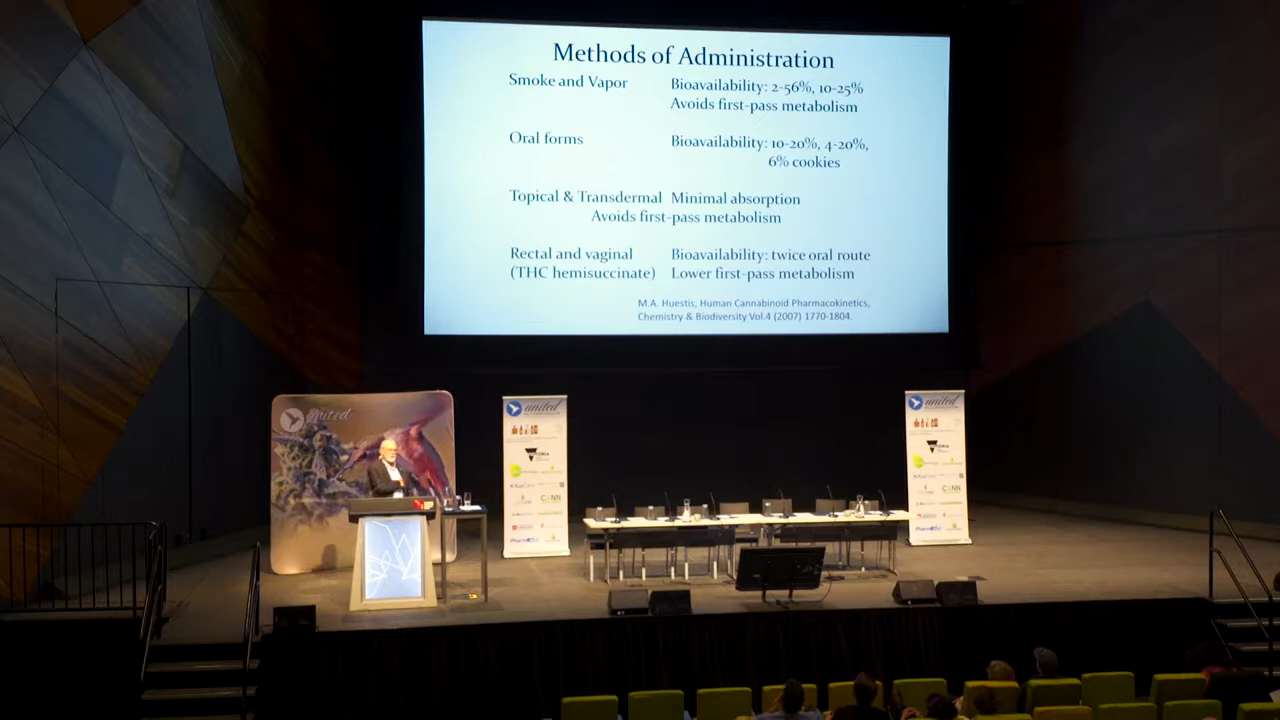 Methods of Administration
Smoke and Vapor Bioavailability: 2-56%, 10-25%
Avoids first-pass metabolism
Oral forms Bioavailability: 10-20%, 4-20%,
6% cookies
Topical & Transdermal Minimal absorption
Avoids first-pass metabolism
Rectal and vaginal Bioavailability: twice oral route
(THC hemisuccinate) Lower first-pass metabolism
M.A. Huestis, Human Cannabinoid Pharmacokinetics,
Chemistry & Biodiversity Vol.4 (2007) 1770-1804.
united
united
united